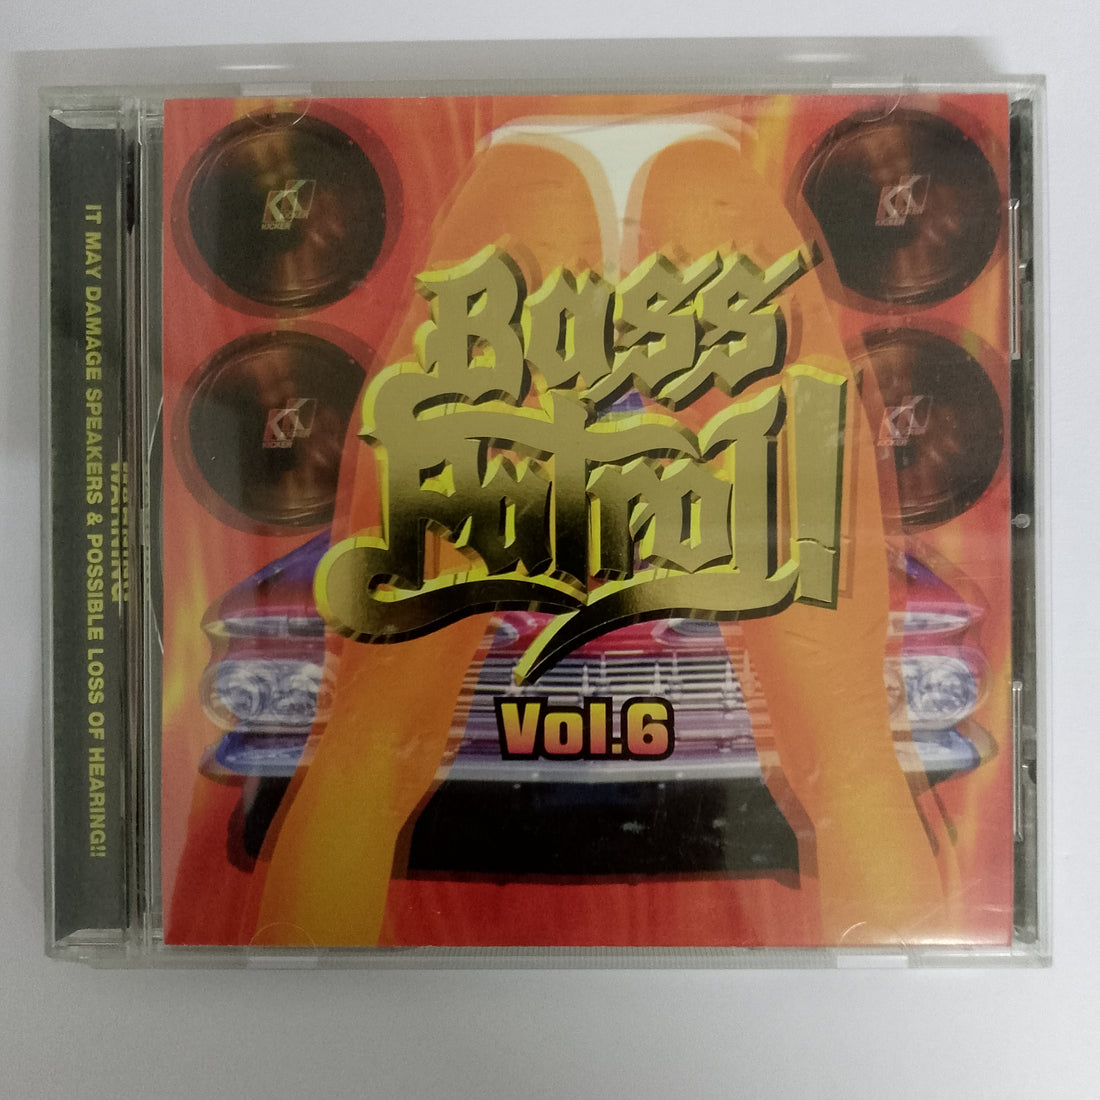 WARNING
IT MAY DAMAGE SPEAKERS & POSSIBLE LOSS OF HEARING!!
KICKER
KICKER
Bass
Patrol!
KICKER
KICKER
Vol.6